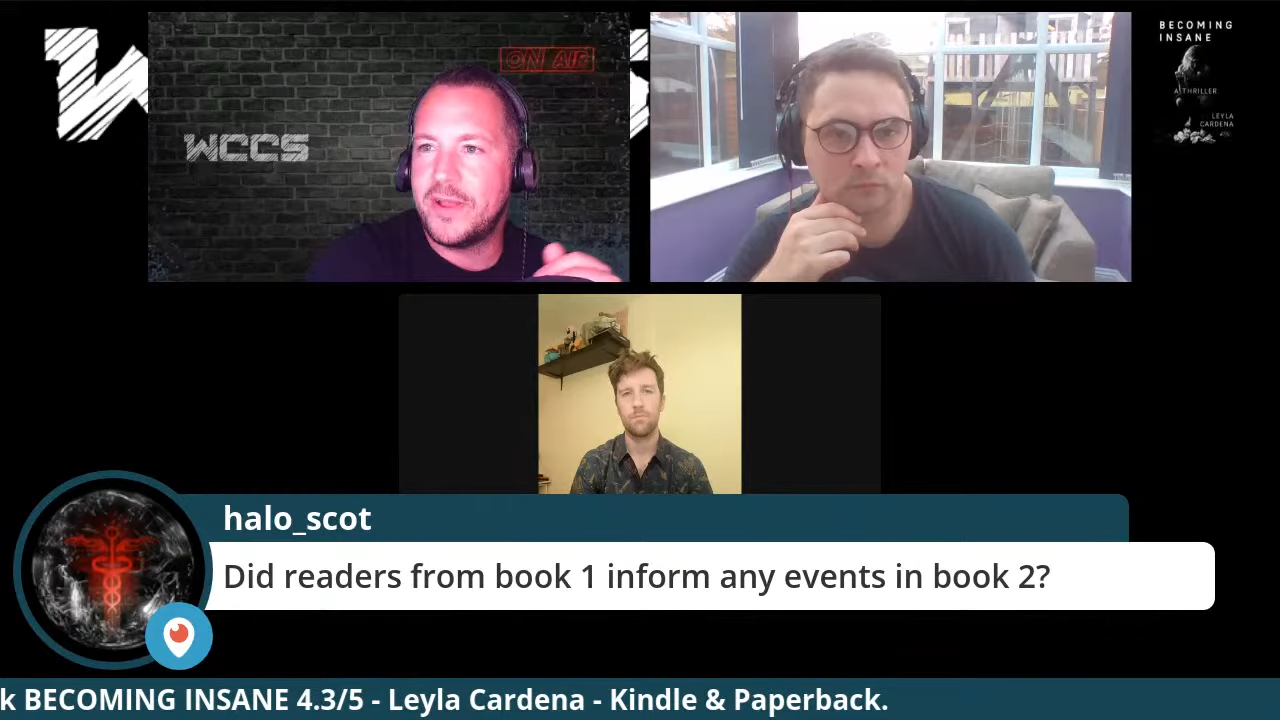 BECOMING
INSANE
A THRILLER
LEYLA
CARDENA
ON AIR
WCCS
halo_scot
Did readers from book 1 inform any events in book 2?
k BECOMING INSANE 4.3/5 - Leyla Cardena - Kindle & Paperback.